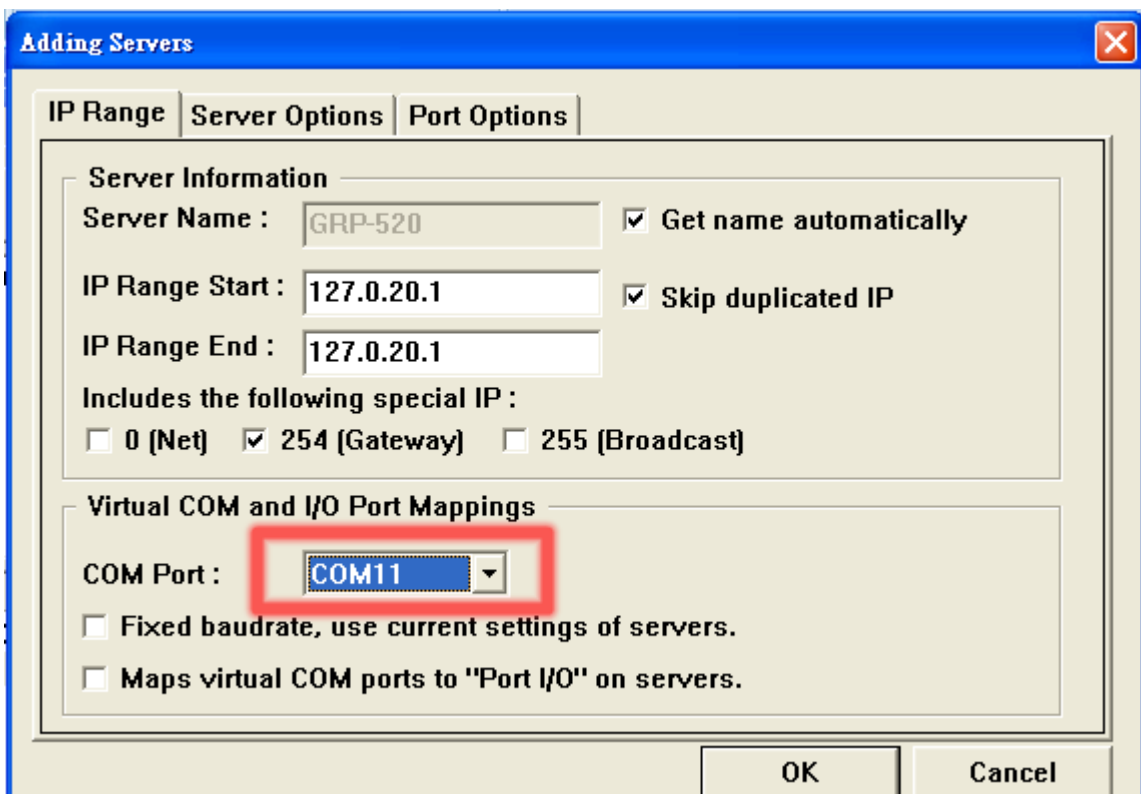 Adding Servers
IP Range Server Options Port Options
Server Information
Server Name : GRP-520 Get name automatically
IP Range Start : 127.0.20.1 Skip duplicated IP
IP Range End : 127.0.20.1
Includes the following special IP :
0 (Net) 254 (Gateway) 255 (Broadcast)
Virtual COM and I/O Port Mappings
COM Port : COM11
Fixed baudrate, use current settings of servers.
Maps virtual COM ports to "Port I/O" on servers.
OK Cancel